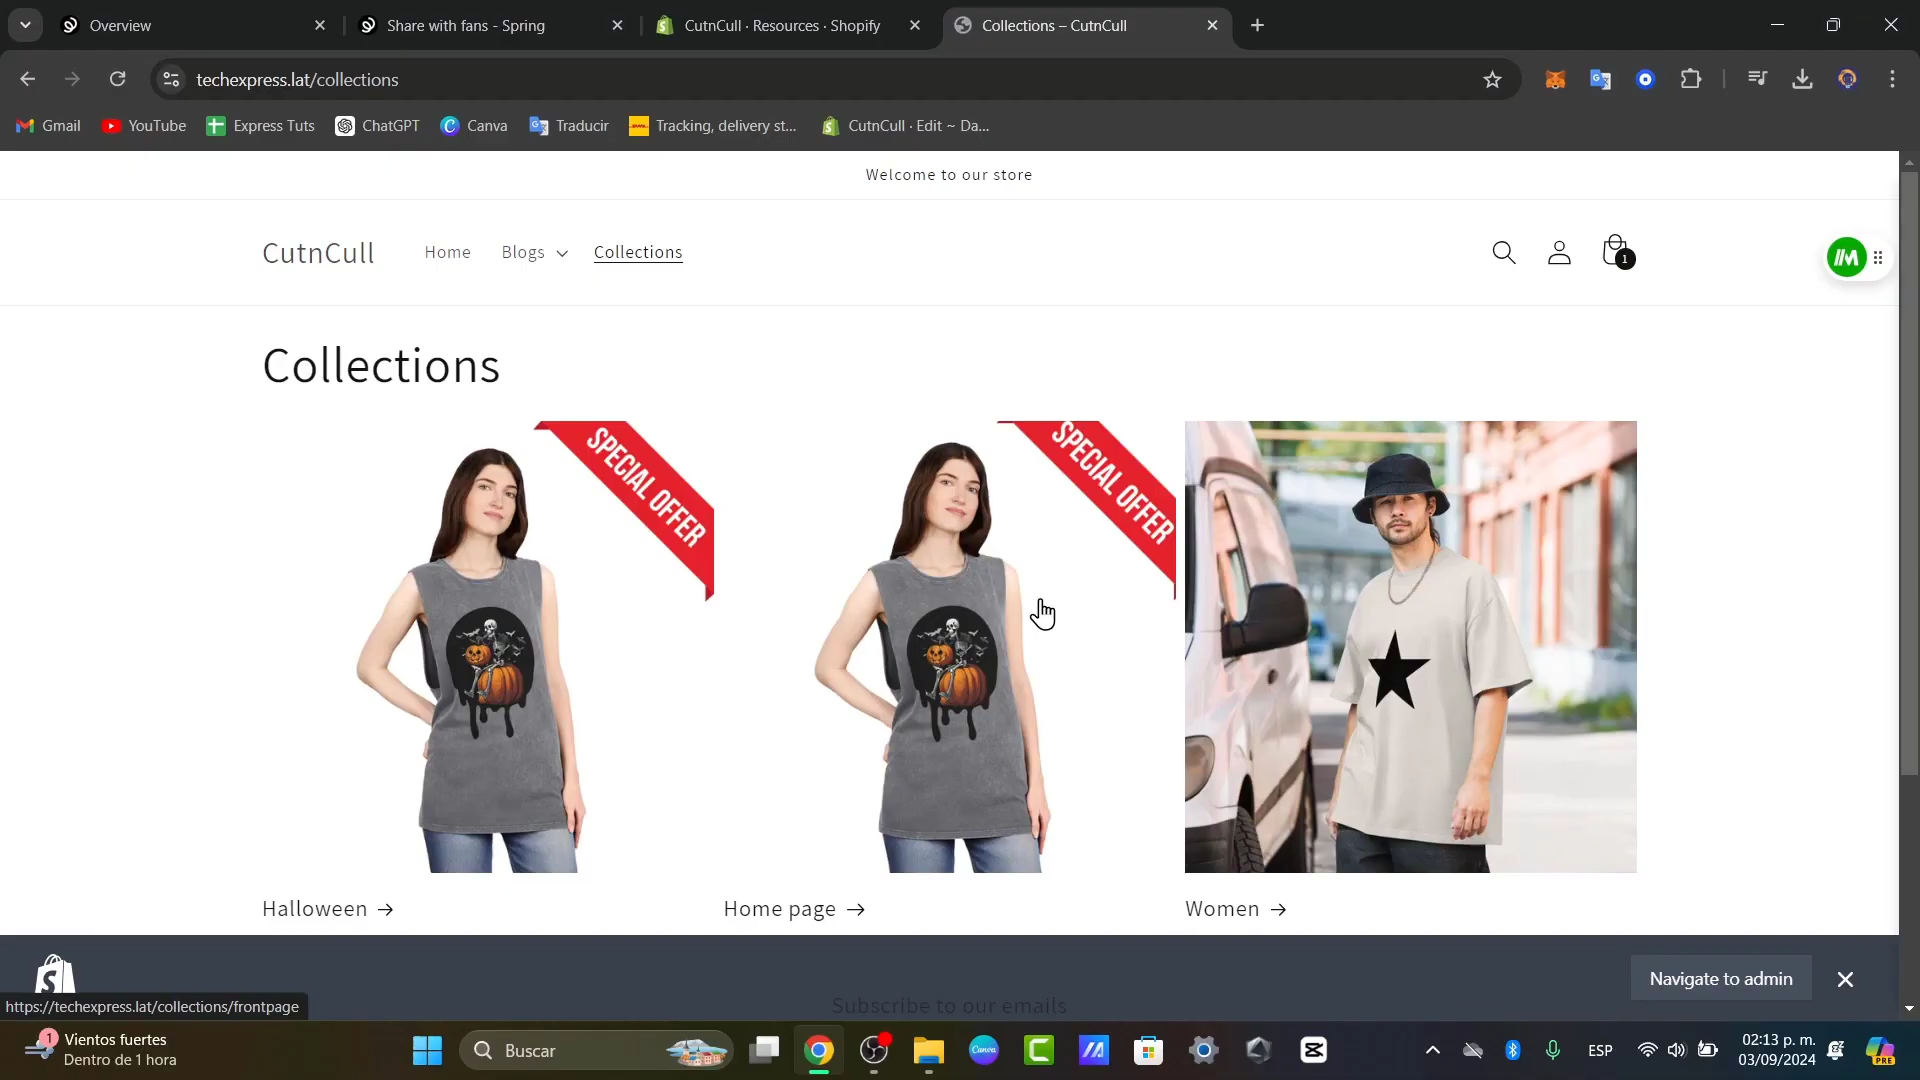 Overview
Share with fans - Spring
CutnCull · Resources · Shopify
Collections – CutnCull
techexpress.lat/collections
Gmail
YouTube
Express Tuts
ChatGPT
Canva
Traducir
Tracking, delivery st...
CutnCull · Edit ~ Da...
Welcome to our store
CutnCull
Home
Blogs
Collections
1
Collections
SPECIAL OFFER
SPECIAL OFFER
Halloween →
Home page →
Women →
Navigate to admin
Subscribe to our emails
https://techexpress.lat/collections/frontpage
1
Vientos fuertes
Dentro de 1 hora
Buscar
Canva
ESP
02:13 p. m.
03/09/2024
PRE